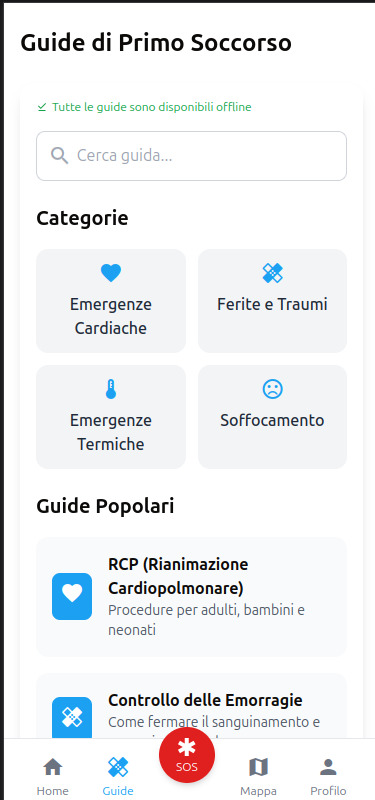 Guide di Primo Soccorso
Tutte le guide sono disponibili offline
Cerca guida...
Categorie
Emergenze
Cardiache
Ferite e Traumi
Emergenze
Termiche
Soffocamento
Guide Popolari
RCP (Rianimazione
Cardiopolmonare)
Procedure per adulti, bambini e
neonati
Controllo delle Emorragie
Come fermare il sanguinamento e
Home
Guide
SOS
Mappa
Profilo